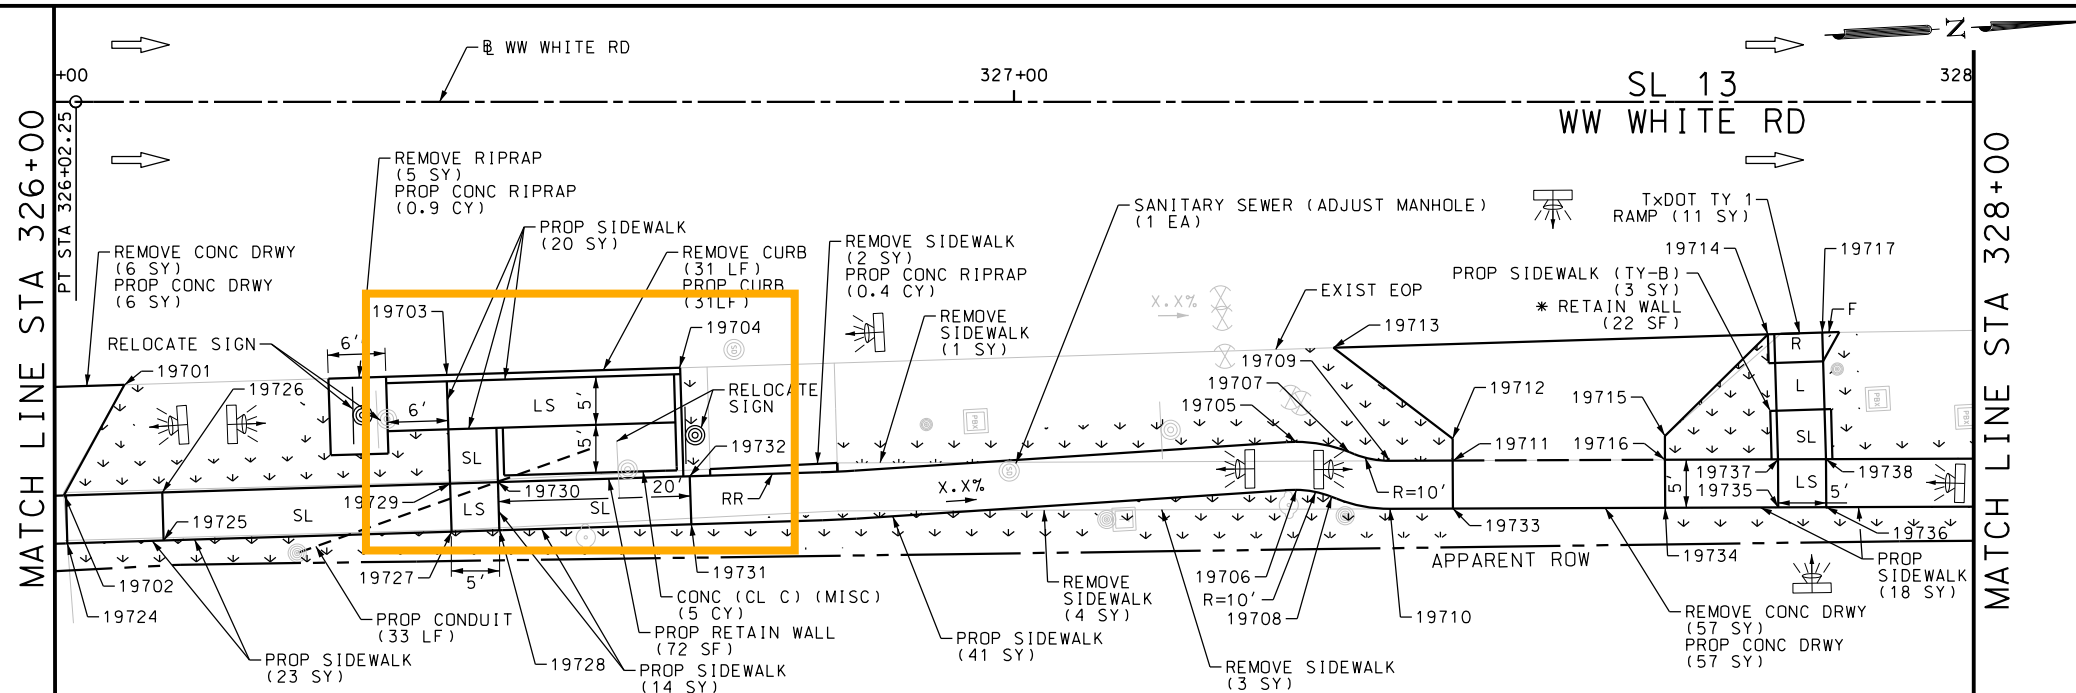 ℄ WW WHITE RD
N
+00
327+00
328
SL 13
WW WHITE RD
MATCH LINE STA 326+00
PT STA 326+02.25
MATCH LINE STA 328+00
REMOVE RIPRAP
(5 SY)
PROP CONC RIPRAP
(0.9 CY)
PROP SIDEWALK
(20 SY)
REMOVE CONC DRWY
(6 SY)
PROP CONC DRWY
(6 SY)
REMOVE CURB
(31 LF)
PROP CURB
(31LF)
REMOVE SIDEWALK
(2 SY)
PROP CONC RIPRAP
(0.4 CY)
SANITARY SEWER (ADJUST MANHOLE)
(1 EA)
TxDOT TY 1
RAMP (11 SY)
19714
19717
PROP SIDEWALK (TY-B)
(3 SY)
* RETAIN WALL
(22 SF)
F
EXIST EOP
X.X%
REMOVE
SIDEWALK
(1 SY)
19703
19704
19713
RELOCATE SIGN
6'
19701
19726
6'
LS
5'
5'
RELOCATE
SIGN
SD
19709
19707
19705
19712
19715
R
L
PBX
PBX
PBX
19732
19711
19716
SL
SL
19737
19738
19729
19730
20'
RR
X.X%
R=10'
5'
19735
LS
5'
19725
SL
LS
SL
19733
19736
19734
APPARENT ROW
19702
19724
19727
5'
19731
19706
R=10'
19708
19710
PROP CONDUIT
(33 LF)
CONC (CL C) (MISC)
(5 CY)
PROP RETAIN WALL
(72 SF)
REMOVE
SIDEWALK
(4 SY)
PROP
SIDEWALK
(18 SY)
REMOVE CONC DRWY
(57 SY)
PROP CONC DRWY
(57 SY)
PROP SIDEWALK
(23 SY)
19728
PROP SIDEWALK
(14 SY)
PROP SIDEWALK
(41 SY)
REMOVE SIDEWALK
(3 SY)